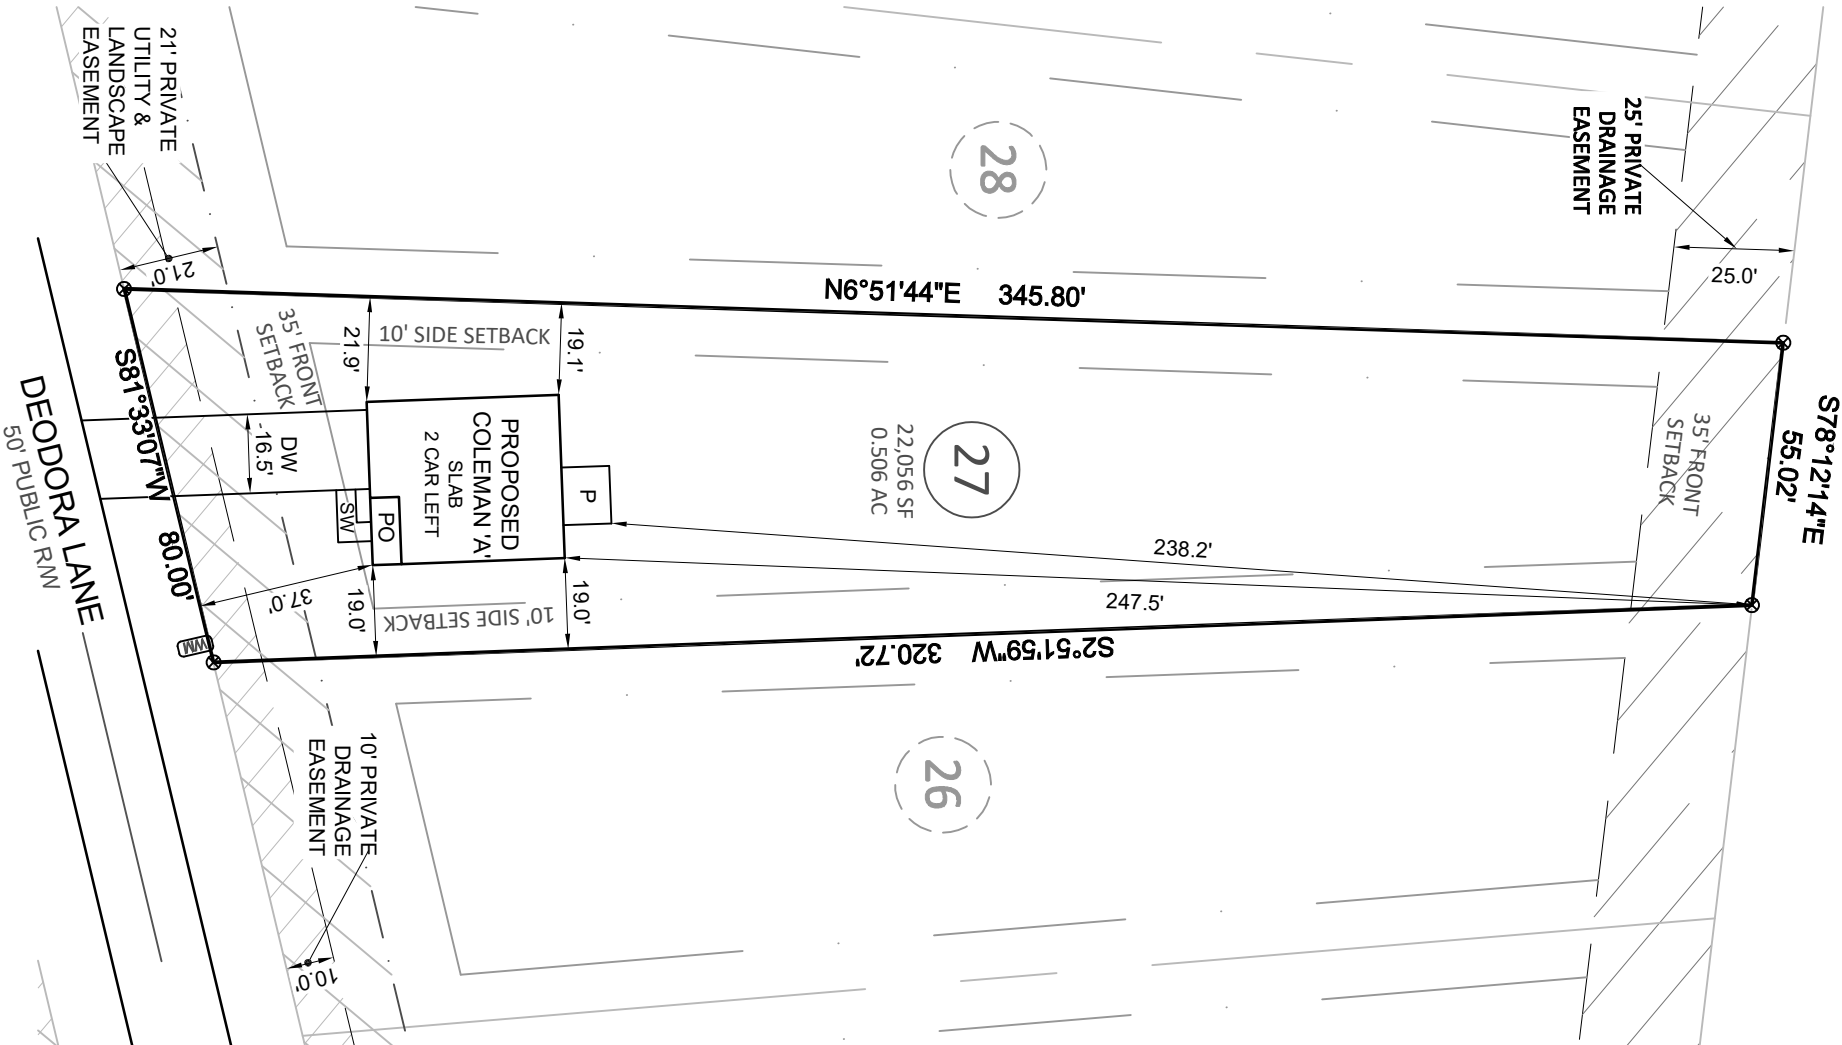 21' PRIVATE
UTILITY &
LANDSCAPE
EASEMENT
21.0'
25' PRIVATE
DRAINAGE
EASEMENT
25.0'
28
N6°51'44"E 345.80'
S78°12'14"E
55.02'
35' FRONT
SETBACK
35' FRONT
SETBACK
10' SIDE SETBACK
21.9'
19.1'
PROPOSED
COLEMAN 'A'
SLAB
2 CAR LEFT
P
PO
SW
DW
16.5'
27
22,056 SF
0.506 AC
238.2'
247.5'
37.0'
19.0'
19.0'
10' SIDE SETBACK
S2°51'59"W 320.72'
S81°33'07"W 80.00'
WM
DEODORA LANE
50' PUBLIC R/W
10' PRIVATE
DRAINAGE
EASEMENT
10.0'
26